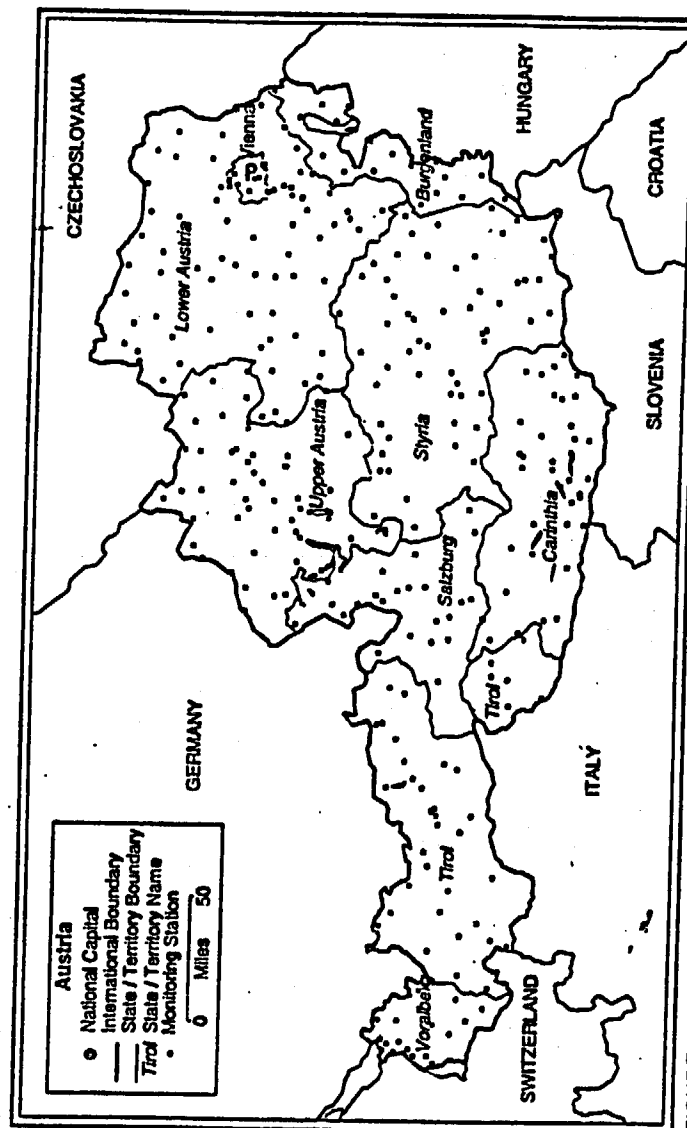 Austria
National Capital
International Boundary
State / Territory Boundary
Tirol State / Territory Name
Monitoring Station
0 Miles 50
CZECHOSLOVAKIA
GERMANY
Vienna
Lower Austria
Upper Austria
Burgenland
HUNGARY
Styria
Salzburg
Tirol
Voralberg
Tirol
Carinthia
SWITZERLAND
ITALY
SLOVENIA
CROATIA